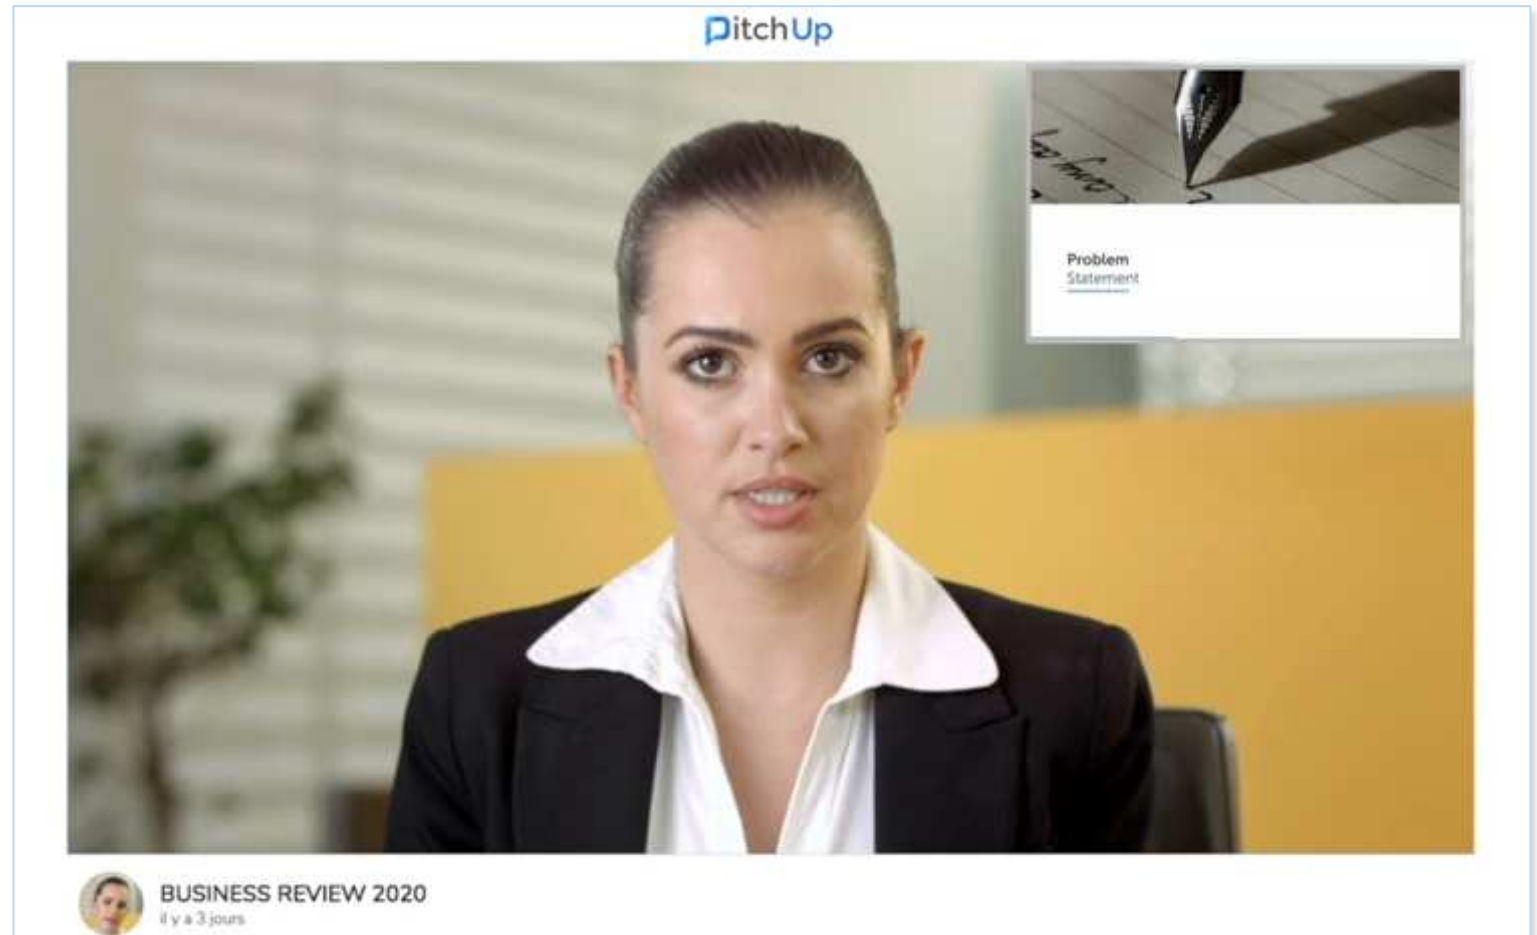 PitchUp
Problem
Statement
BUSINESS REVIEW 2020
il y a 3 jours